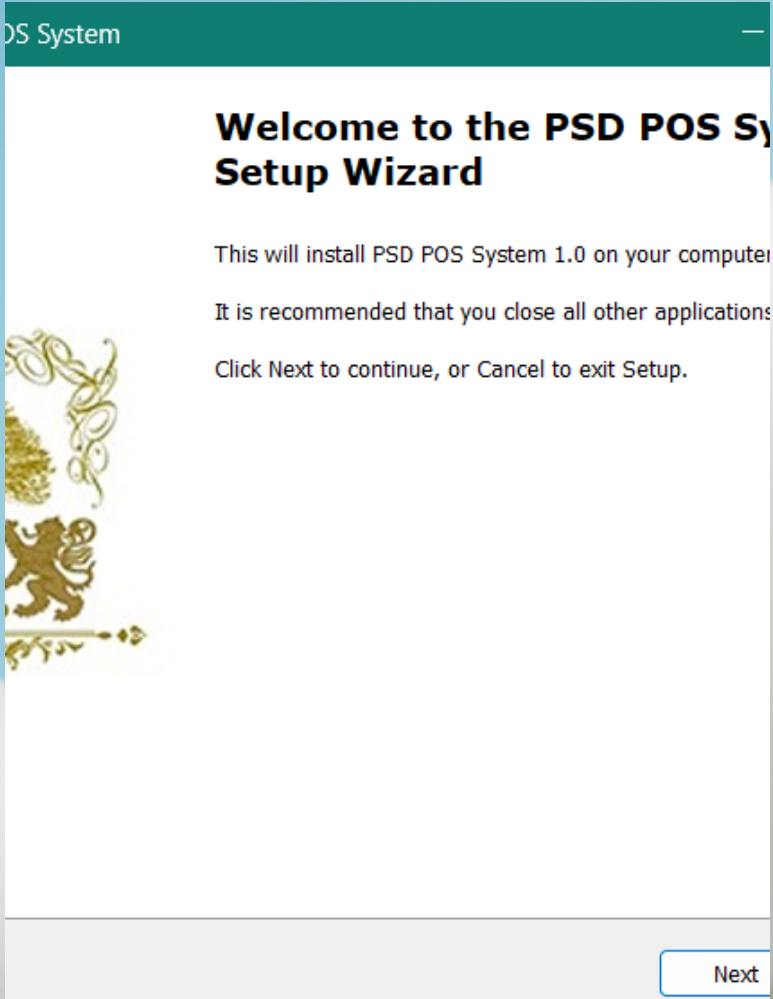 OS System
Welcome to the PSD POS Sy
Setup Wizard
This will install PSD POS System 1.0 on your computer
It is recommended that you close all other applications
Click Next to continue, or Cancel to exit Setup.
Next